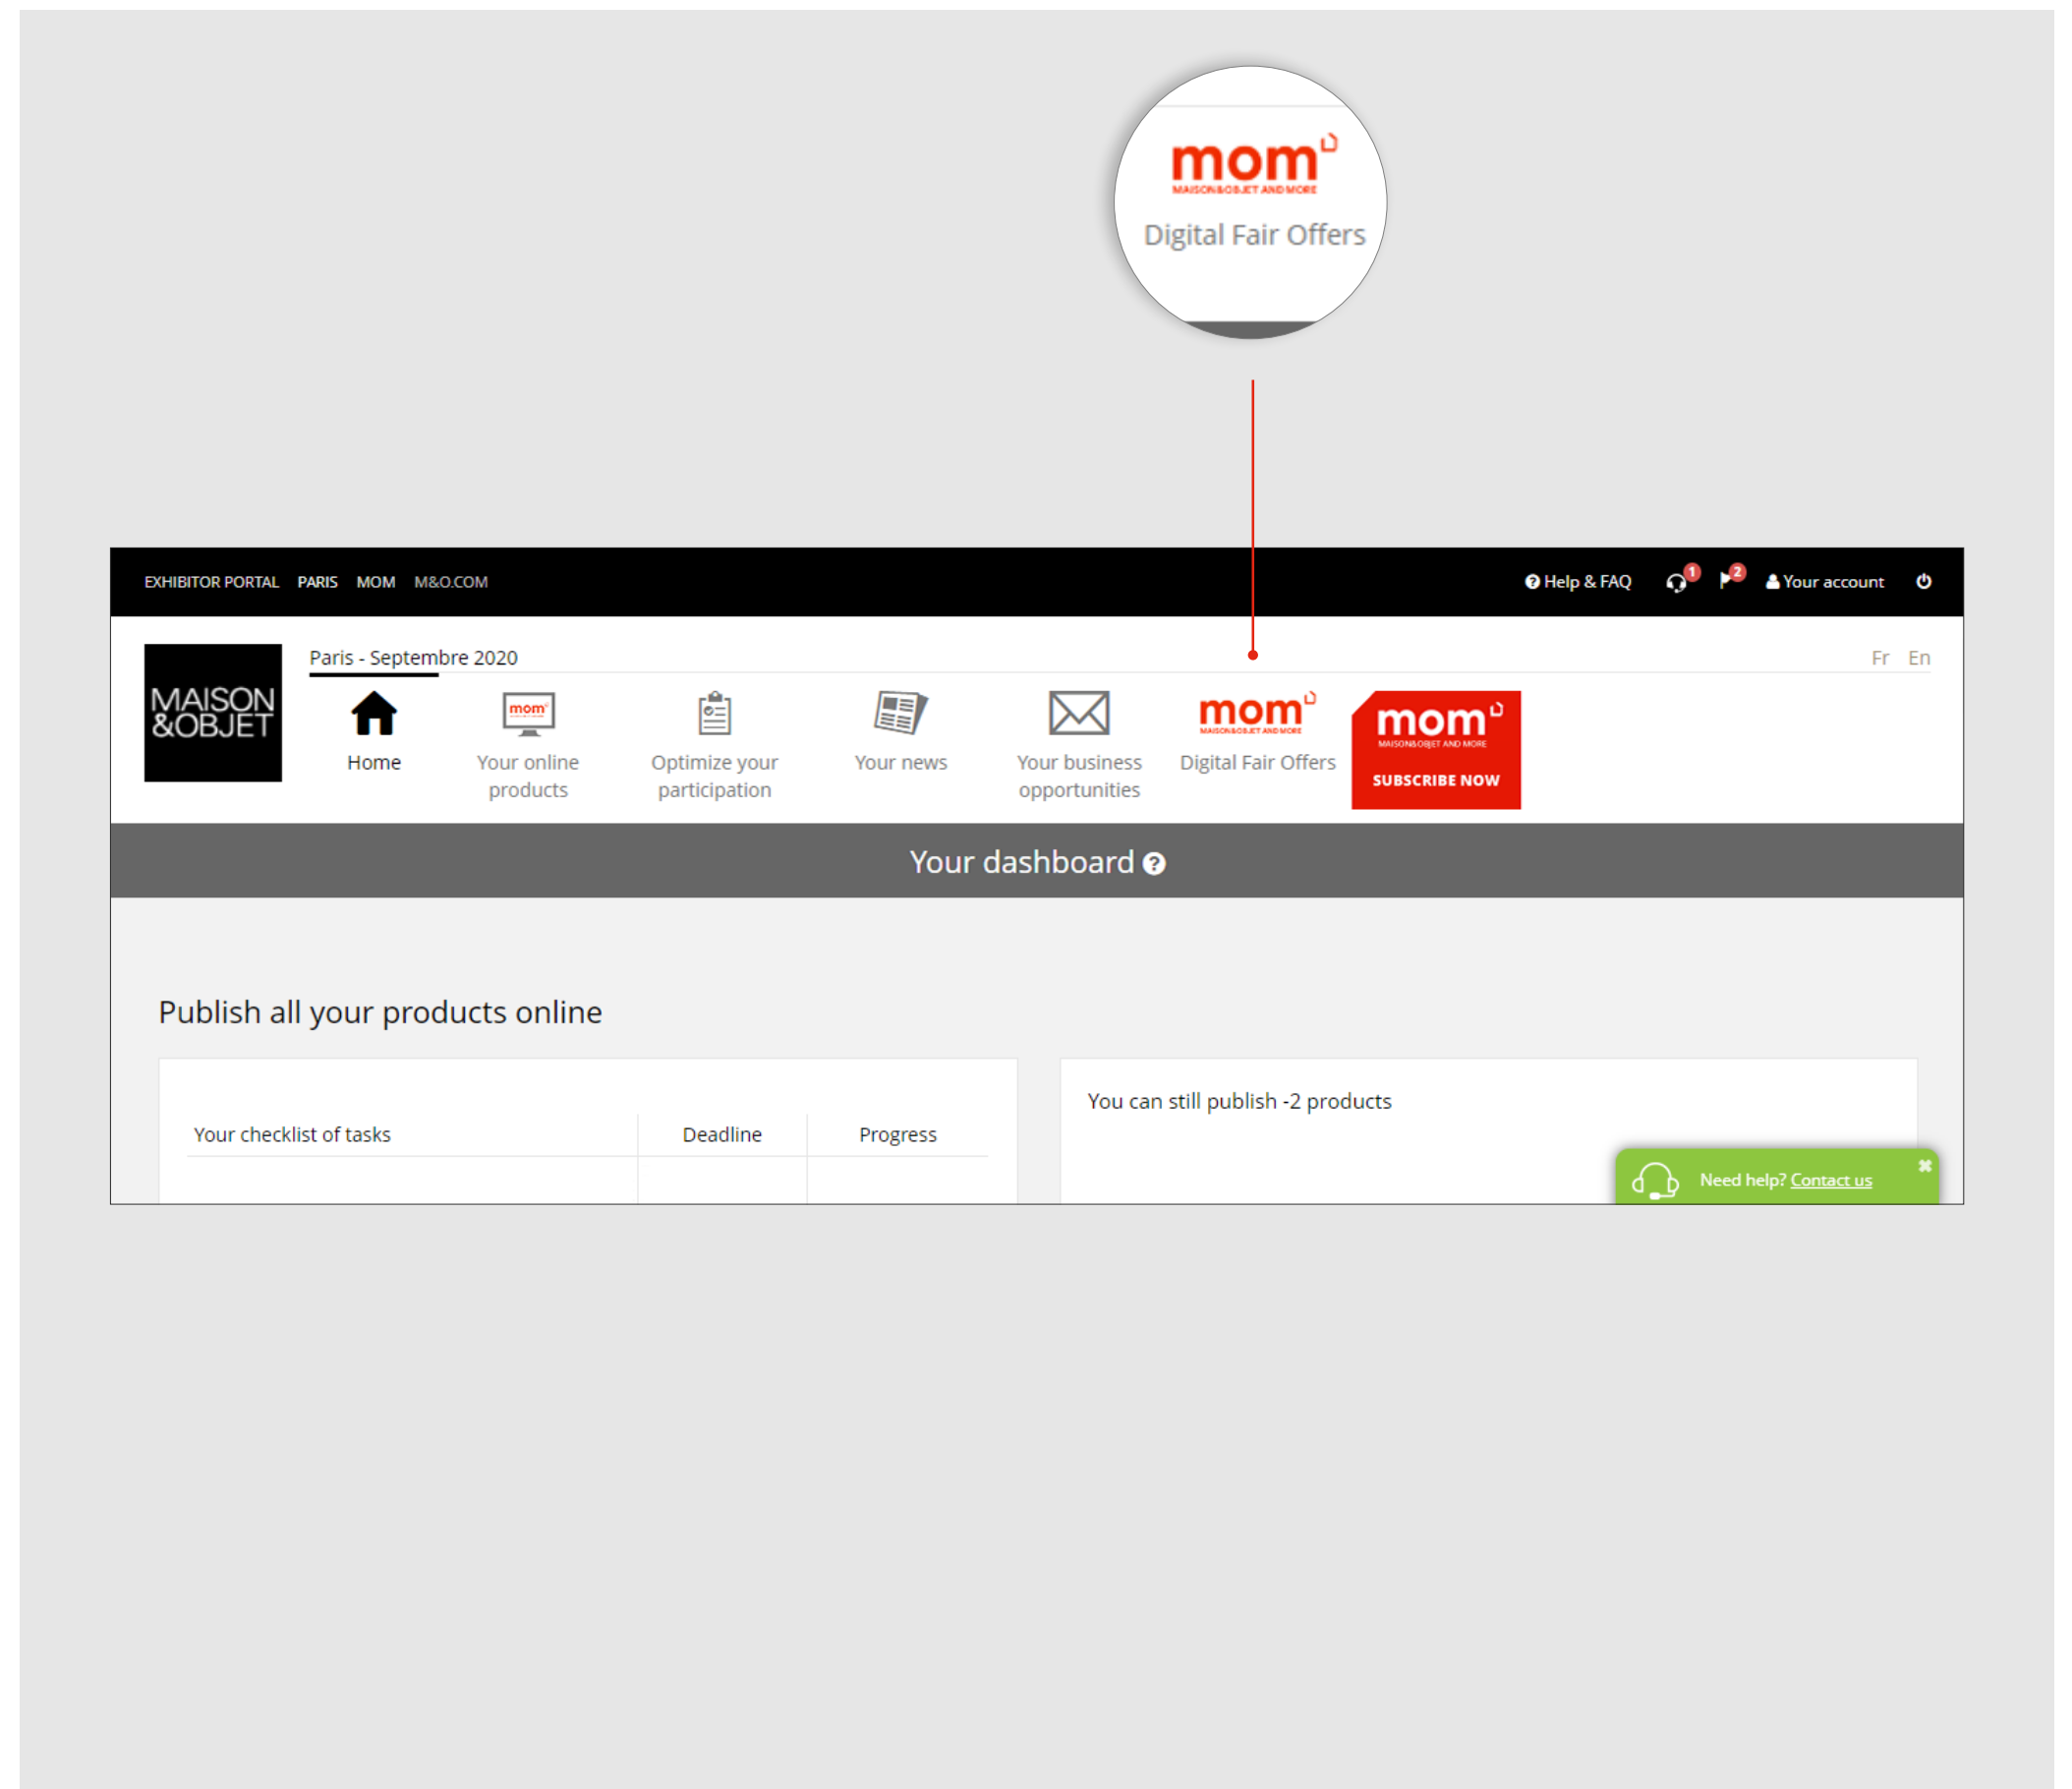 mom
MAISON&OBJET AND MORE
Digital Fair Offers
EXHIBITOR PORTAL PARIS MOM M&O.COM
Help & FAQ 1 2 Your account
Paris - Septembre 2020
Fr En
MAISON
&OBJET
Home
mom
Your online
products
Optimize your
participation
Your news
Your business
opportunities
mom
MAISON&OBJET AND MORE
Digital Fair Offers
mom
MAISON&OBJET AND MORE
SUBSCRIBE NOW
Your dashboard ?
Publish all your products online
Your checklist of tasks Deadline Progress
You can still publish -2 products
Need help? Contact us